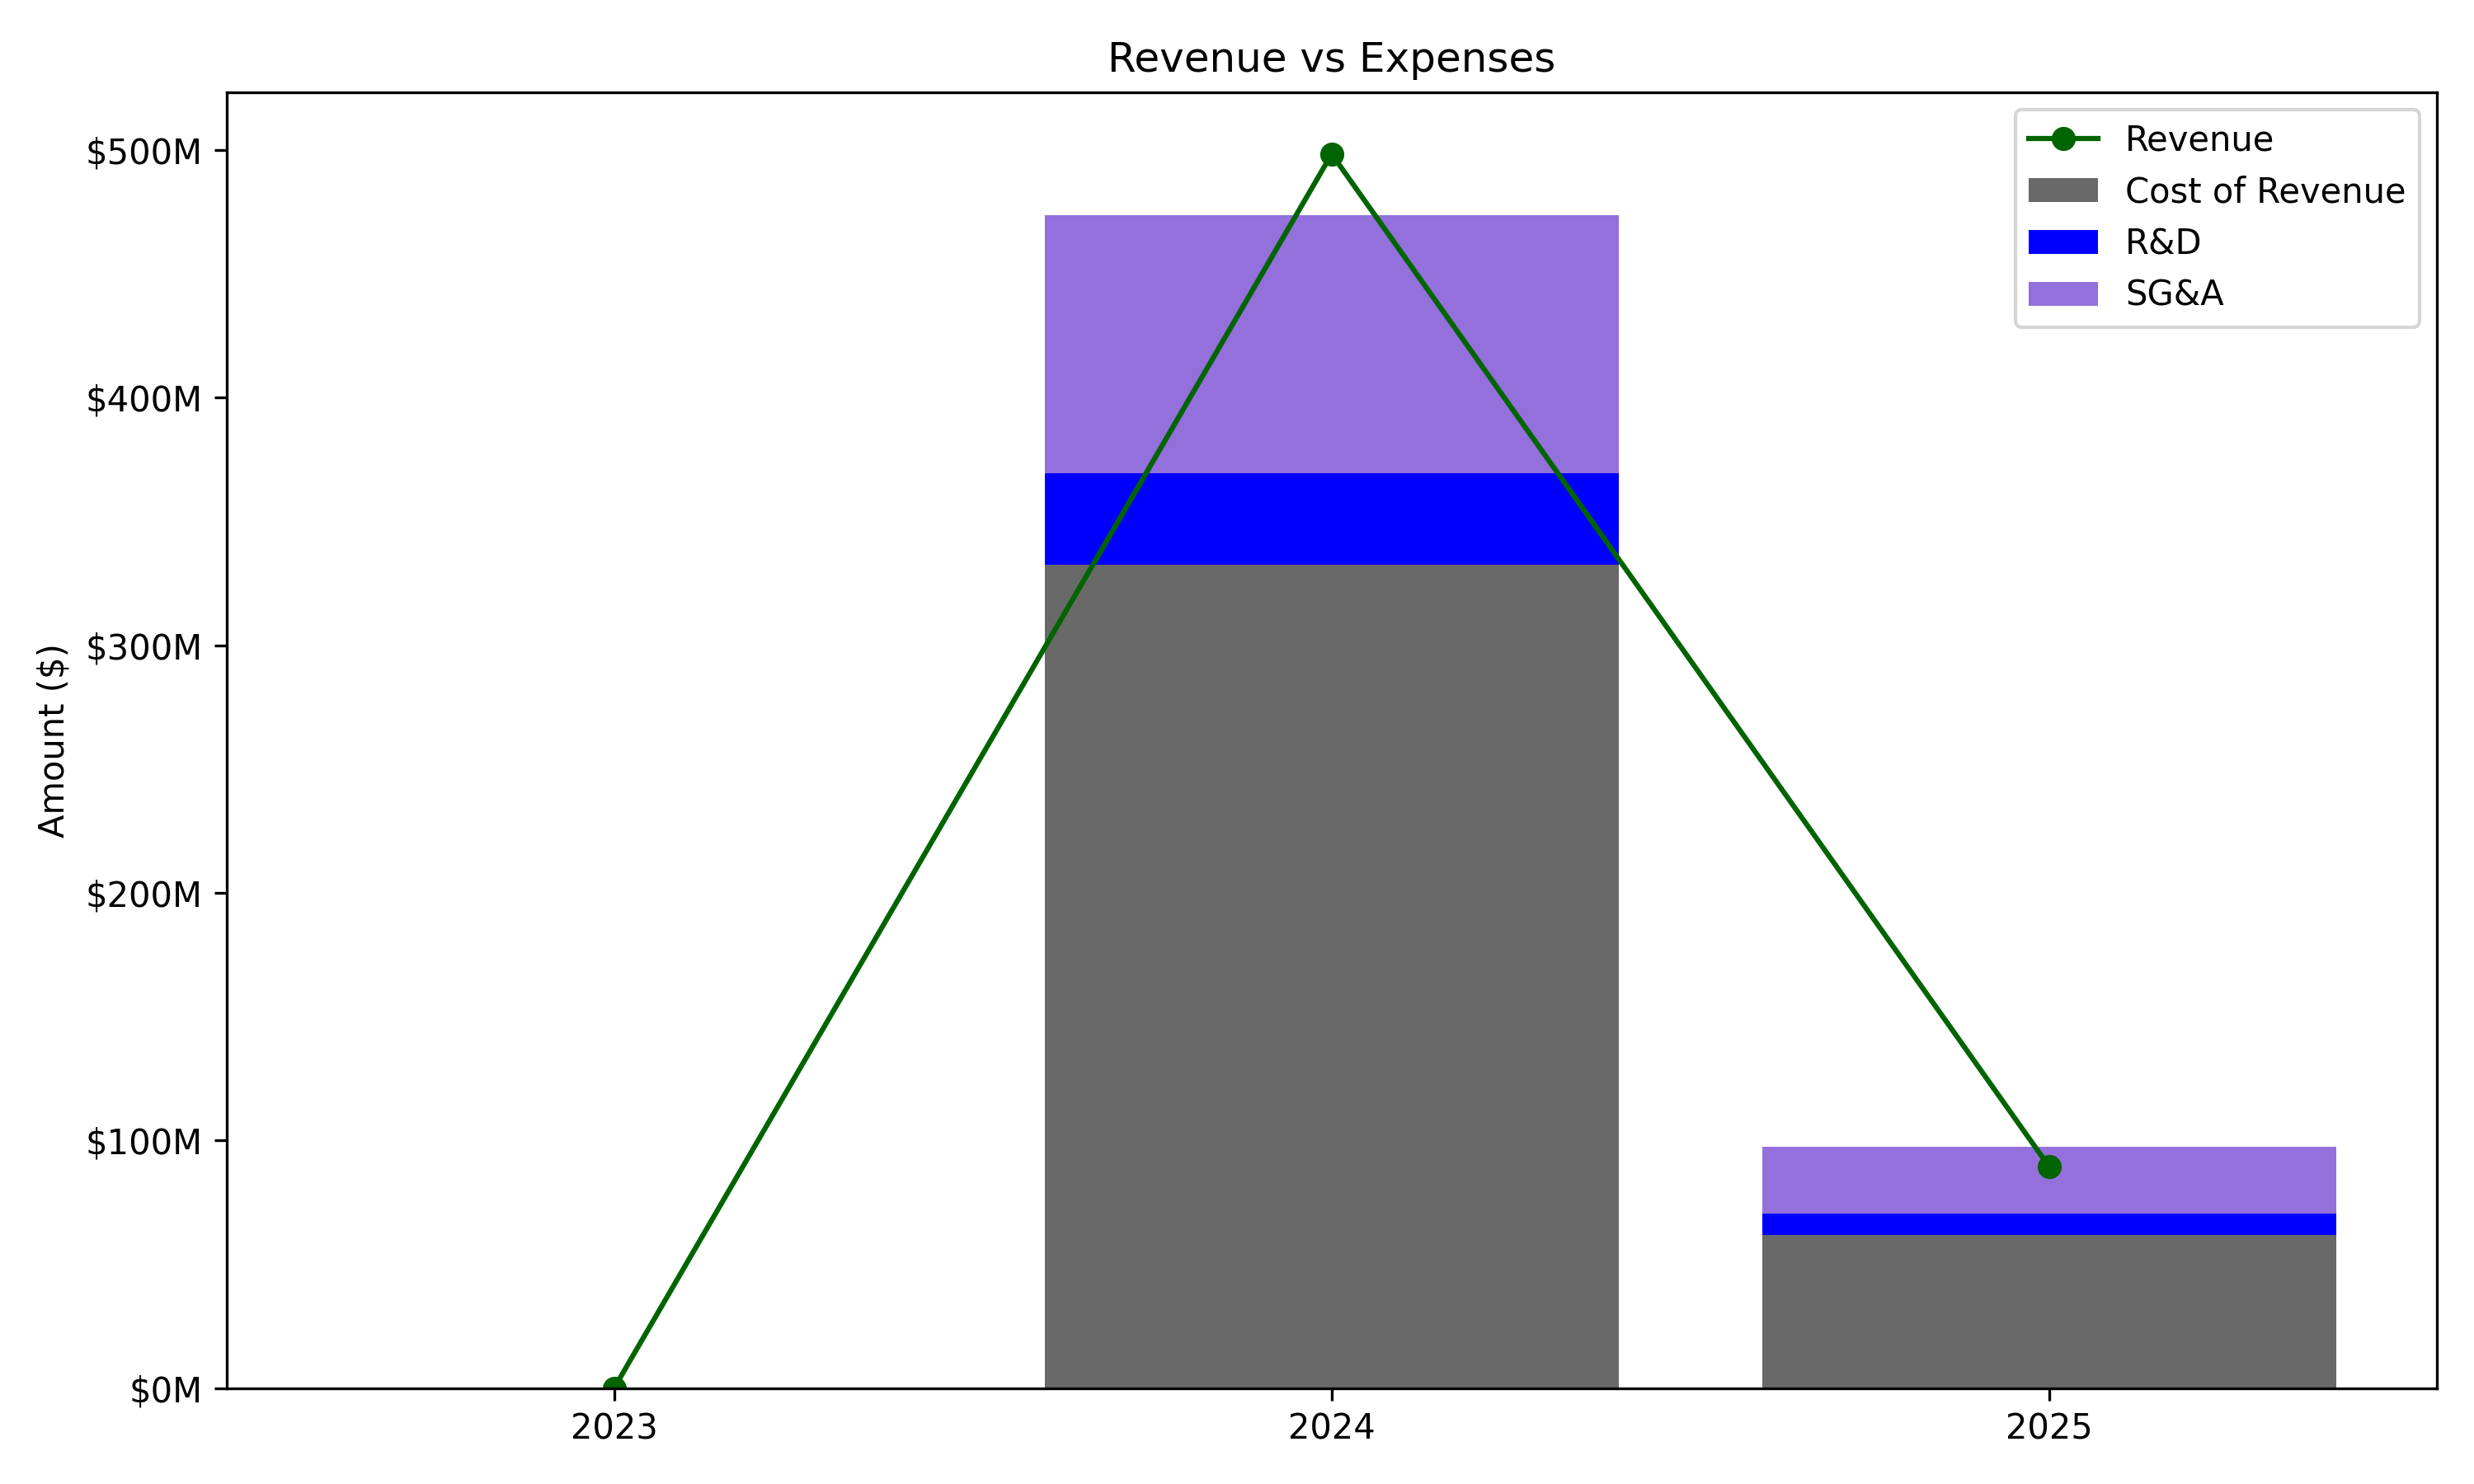 Revenue vs Expenses
Revenue
Cost of Revenue
R&D
SG&A
Amount ($)
$500M
$400M
$300M
$200M
$100M
$0M
2023
2024
2025